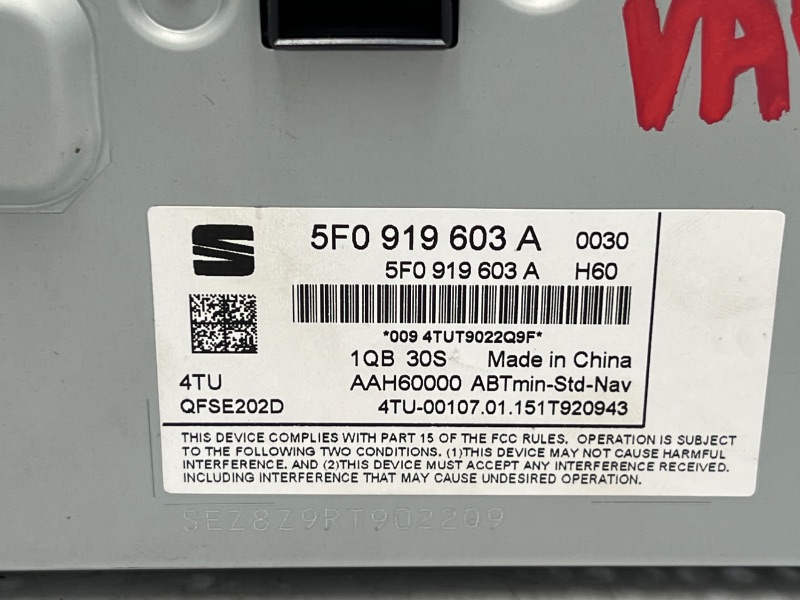 VA
5F0 919 603 A 0030
5F0 919 603 A H60
*009 4TUT9022Q9F*
1QB 30S Made in China
4TU AAH60000 ABTmin-Std-Nav
QFSE202D 4TU-00107.01.151T920943
THIS DEVICE COMPLIES WITH PART 15 OF THE FCC RULES. OPERATION IS SUBJECT
TO THE FOLLOWING TWO CONDITIONS. (1)THIS DEVICE MAY NOT CAUSE HARMFUL
INTERFERENCE. AND (2)THIS DEVICE MUST ACCEPT ANY INTERFERENCE RECEIVED.
INCLUDING INTERFERENCE THAT MAY CAUSE UNDESIRED OPERATION.
SEZ8Z9RT9022Q9